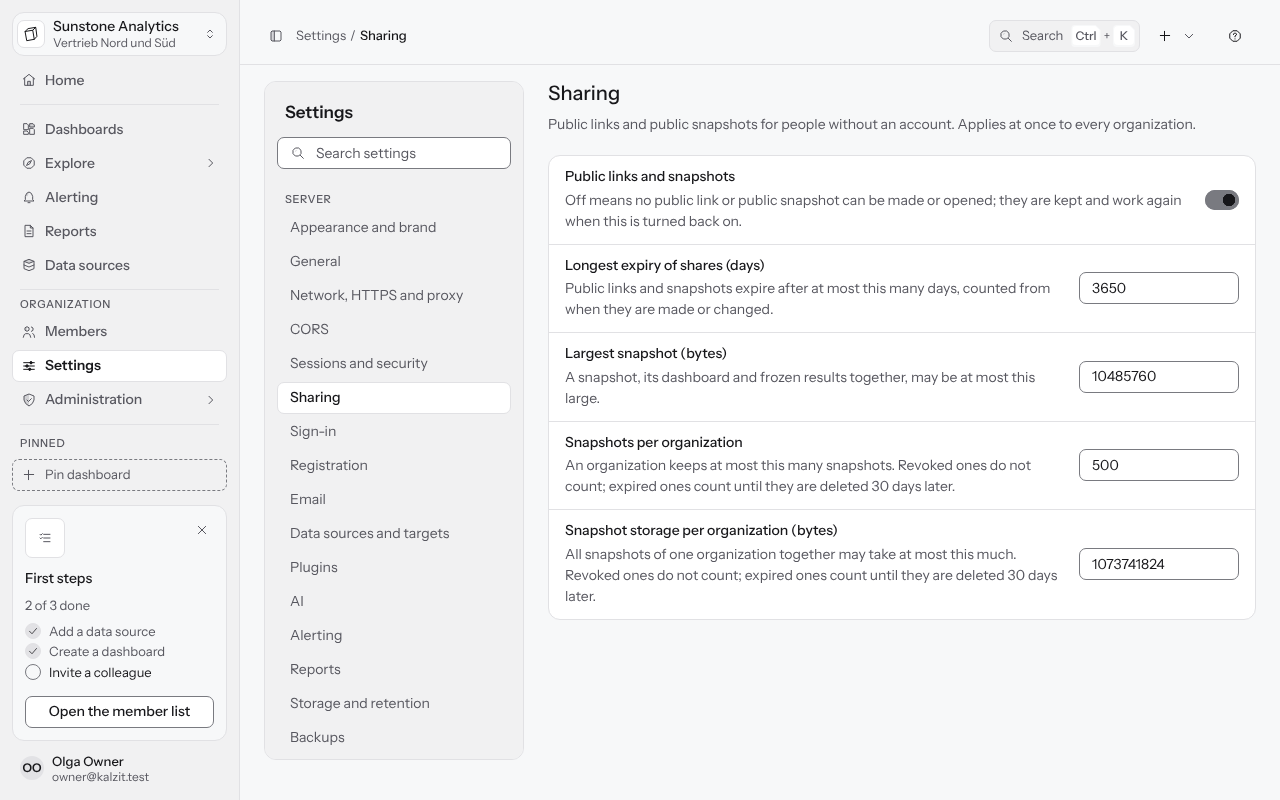 Sunstone Analytics
Vertrieb Nord und Süd
Home
Dashboards
Explore
Alerting
Reports
Data sources
ORGANIZATION
Members
Settings
Administration
PINNED
Pin dashboard
First steps
2 of 3 done
Add a data source
Create a dashboard
Invite a colleague
Open the member list
OO
Olga Owner
owner@kalzit.test
Settings / Sharing
Search Ctrl + K
Settings
Search settings
SERVER
Appearance and brand
General
Network, HTTPS and proxy
CORS
Sessions and security
Sharing
Sign-in
Registration
Email
Data sources and targets
Plugins
AI
Alerting
Reports
Storage and retention
Backups
Sharing
Public links and public snapshots for people without an account. Applies at once to every organization.
Public links and snapshots
Off means no public link or public snapshot can be made or opened; they are kept and work again
when this is turned back on.
Longest expiry of shares (days)
Public links and snapshots expire after at most this many days, counted from
when they are made or changed.
3650
Largest snapshot (bytes)
A snapshot, its dashboard and frozen results together, may be at most this
large.
10485760
Snapshots per organization
An organization keeps at most this many snapshots. Revoked ones do not
count; expired ones count until they are deleted 30 days later.
500
Snapshot storage per organization (bytes)
All snapshots of one organization together may take at most this much.
Revoked ones do not count; expired ones count until they are deleted 30 days
later.
1073741824